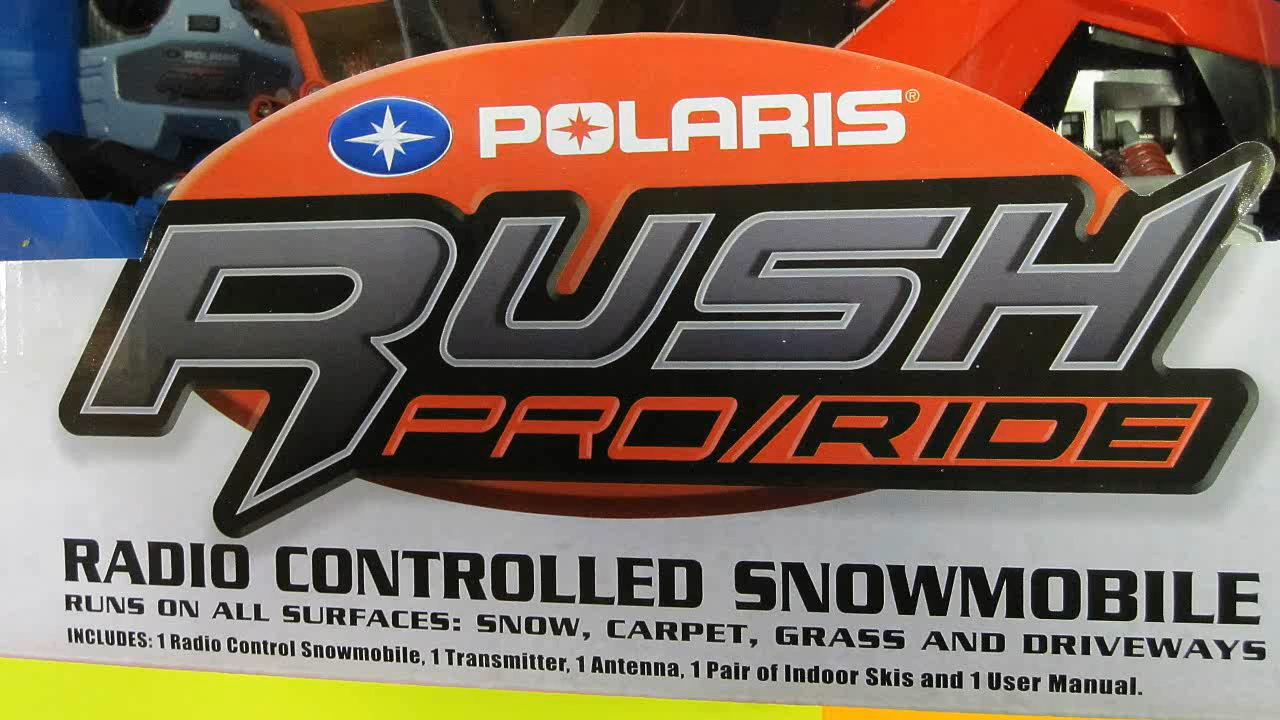 POLARIS®
RUSH
PRO/RIDE
RADIO CONTROLLED SNOWMOBILE
RUNS ON ALL SURFACES: SNOW, CARPET, GRASS AND DRIVEWAYS
INCLUDES: 1 Radio Control Snowmobile, 1 Transmitter, 1 Antenna, 1 Pair of Indoor Skis and 1 User Manual.